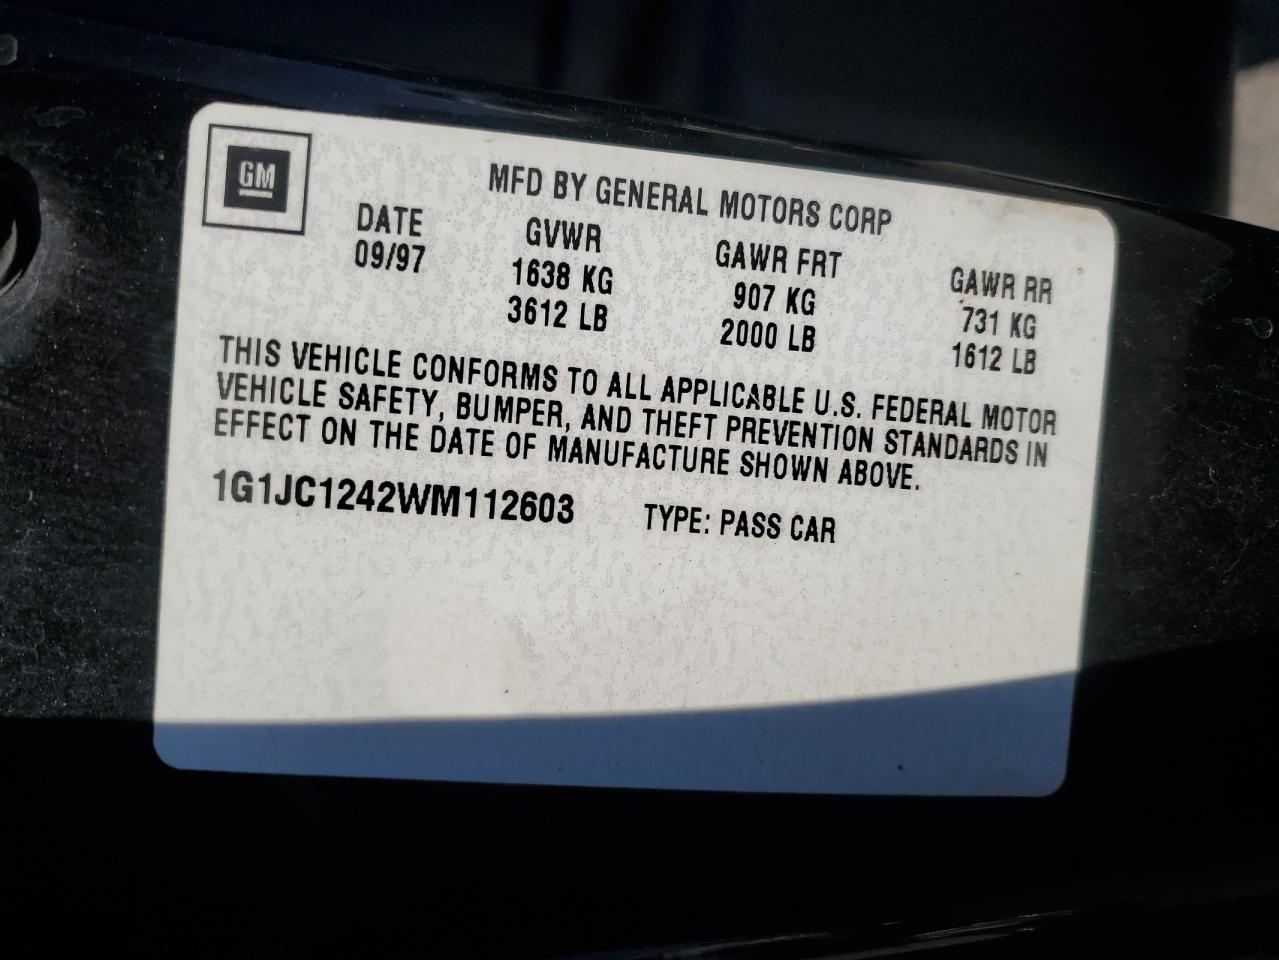 GM
MFD BY GENERAL MOTORS CORP
DATE GVWR GAWR FRT GAWR RR
09/97 1638 KG 907 KG 731 KG
3612 LB 2000 LB 1612 LB
THIS VEHICLE CONFORMS TO ALL APPLICABLE U.S. FEDERAL MOTOR
VEHICLE SAFETY, BUMPER, AND THEFT PREVENTION STANDARDS IN
EFFECT ON THE DATE OF MANUFACTURE SHOWN ABOVE.
1G1JC1242WM112603 TYPE: PASS CAR